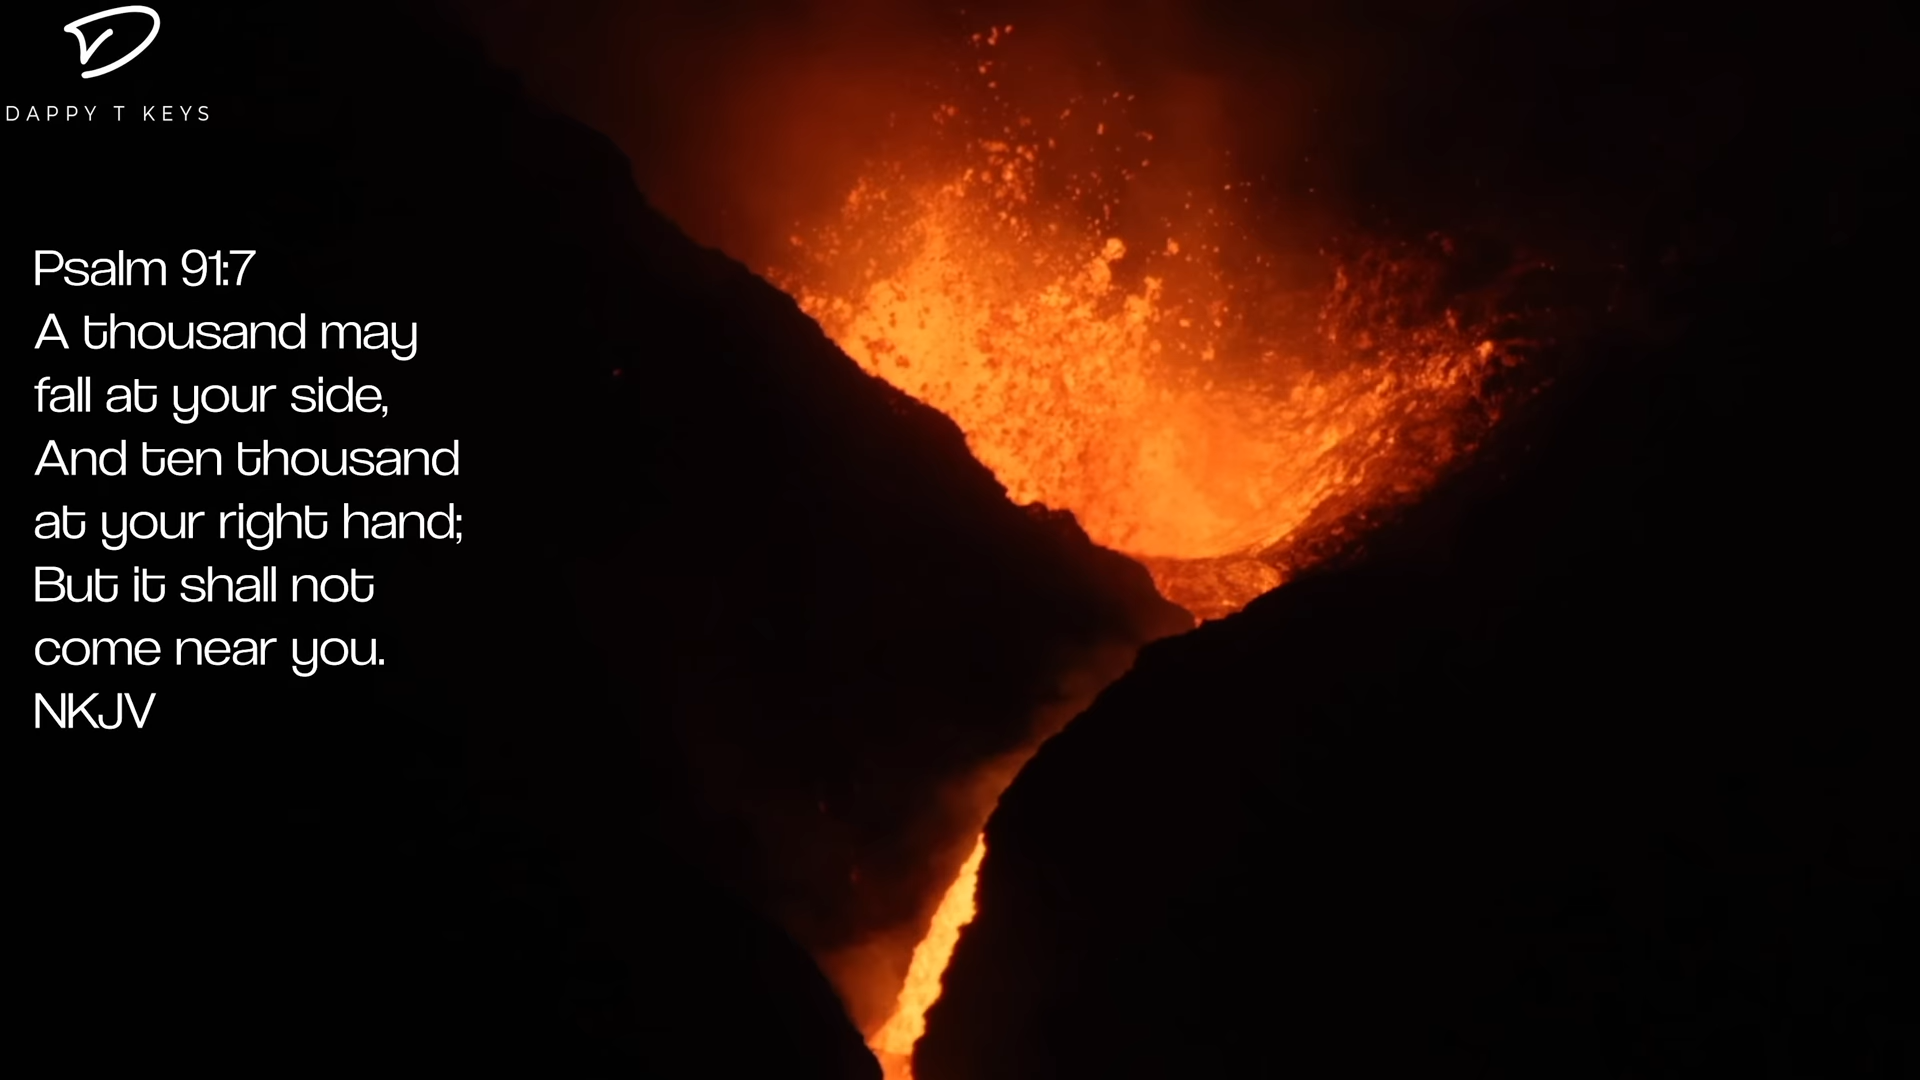 DAPPY T KEYS
Psalm 91:7
A thousand may
fall at your side,
And ten thousand
at your right hand;
But it shall not
come near you.
NKJV